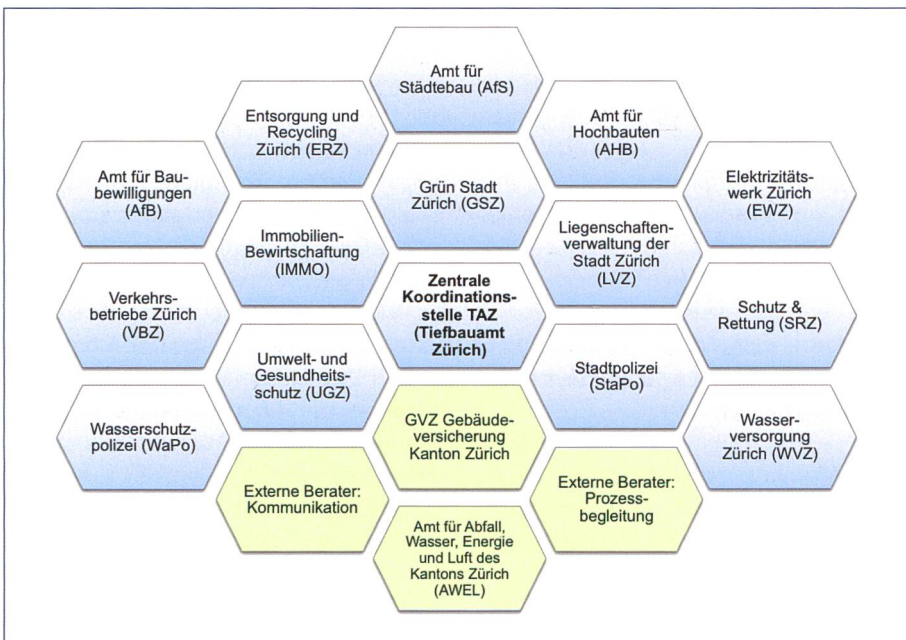 Amt für
Städtebau (AfS)
Entsorgung und
Recycling
Zürich (ERZ)
Amt für
Hochbauten
(AHB)
Amt für Bau-
bewilligungen
(AfB)
Grün Stadt
Zürich (GSZ)
Elektrizitäts-
werk Zürich
(EWZ)
Immobilien-
Bewirtschaftung
(IMMO)
Liegenschaften-
verwaltung der
Stadt Zürich
(LVZ)
Verkehrs-
betriebe Zürich
(VBZ)
Zentrale
Koordinations-
stelle TAZ
(Tiefbauamt
Zürich)
Schutz &
Rettung (SRZ)
Umwelt- und
Gesundheits-
schutz (UGZ)
Stadtpolizei
(StaPo)
Wasserschutz-
polizei (WaPo)
GVZ Gebäude-
versicherung
Kanton Zürich
Wasser-
versorgung
Zürich (WVZ)
Externe Berater:
Kommunikation
Externe Berater:
Prozess-
begleitung
Amt für Abfall,
Wasser, Energie
und Luft des
Kantons Zürich
(AWEL)